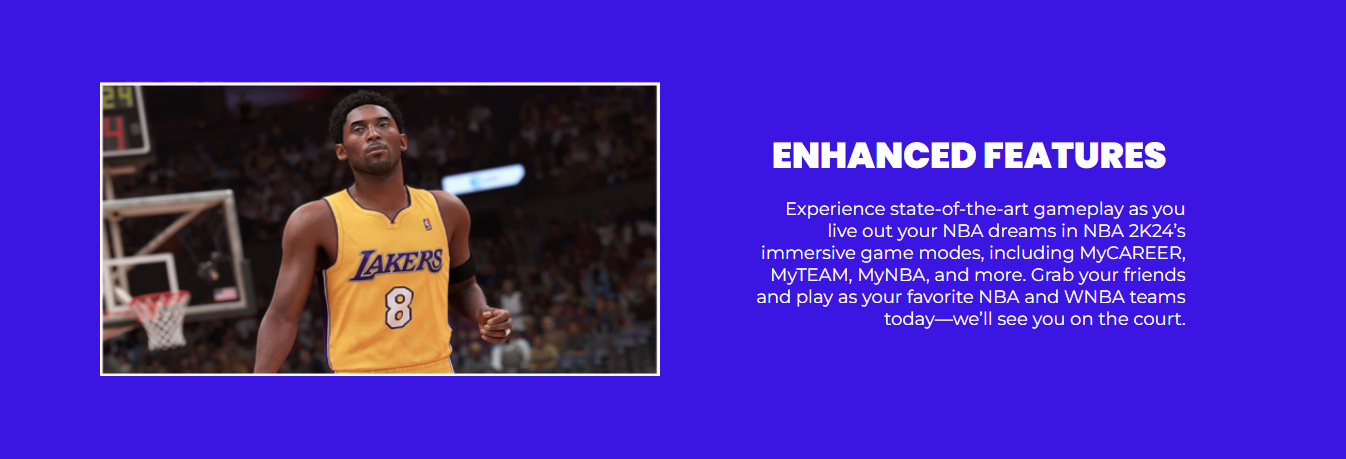 24
4
LAKERS
8
ENHANCED FEATURES
Experience state-of-the-art gameplay as you
live out your NBA dreams in NBA 2K24’s
immersive game modes, including MyCAREER,
MyTEAM, MyNBA, and more. Grab your friends
and play as your favorite NBA and WNBA teams
today—we’ll see you on the court.